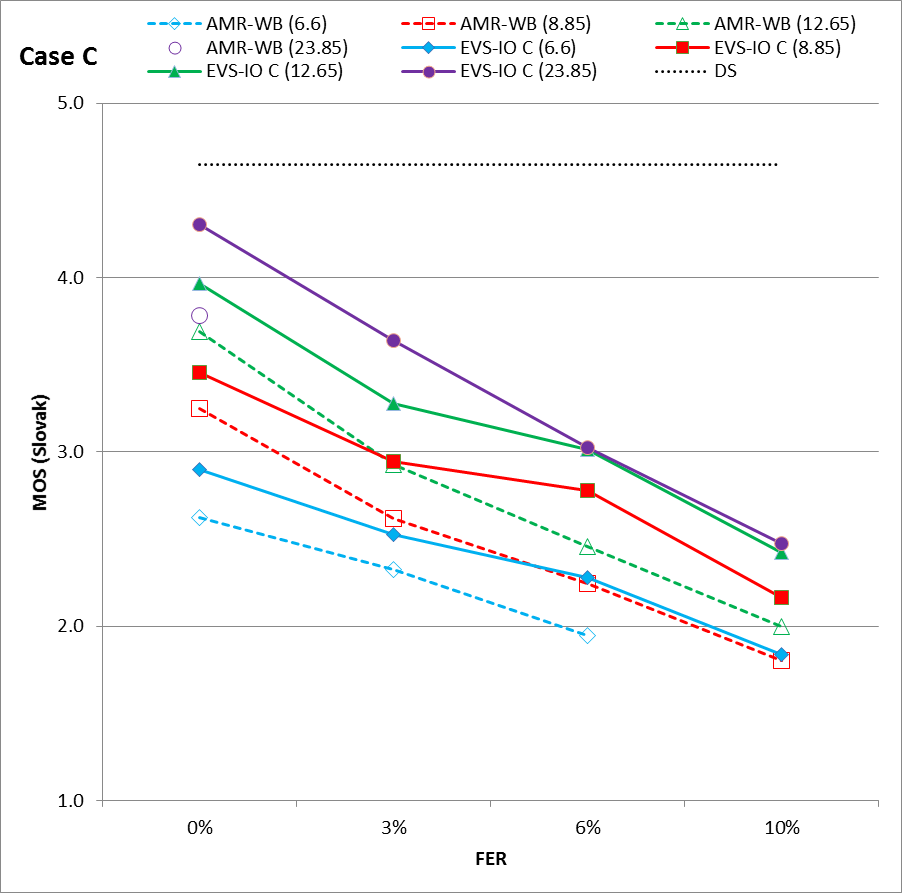 AMR-WB (6.6) AMR-WB (8.85) AMR-WB (12.65)
Case C AMR-WB (23.85) EVS-IO C (6.6) EVS-IO C (8.85)
EVS-IO C (12.65) EVS-IO C (23.85) DS
5.0
4.0
3.0
2.0
1.0
MOS (Slovak)
0% 3% 6% 10%
FER